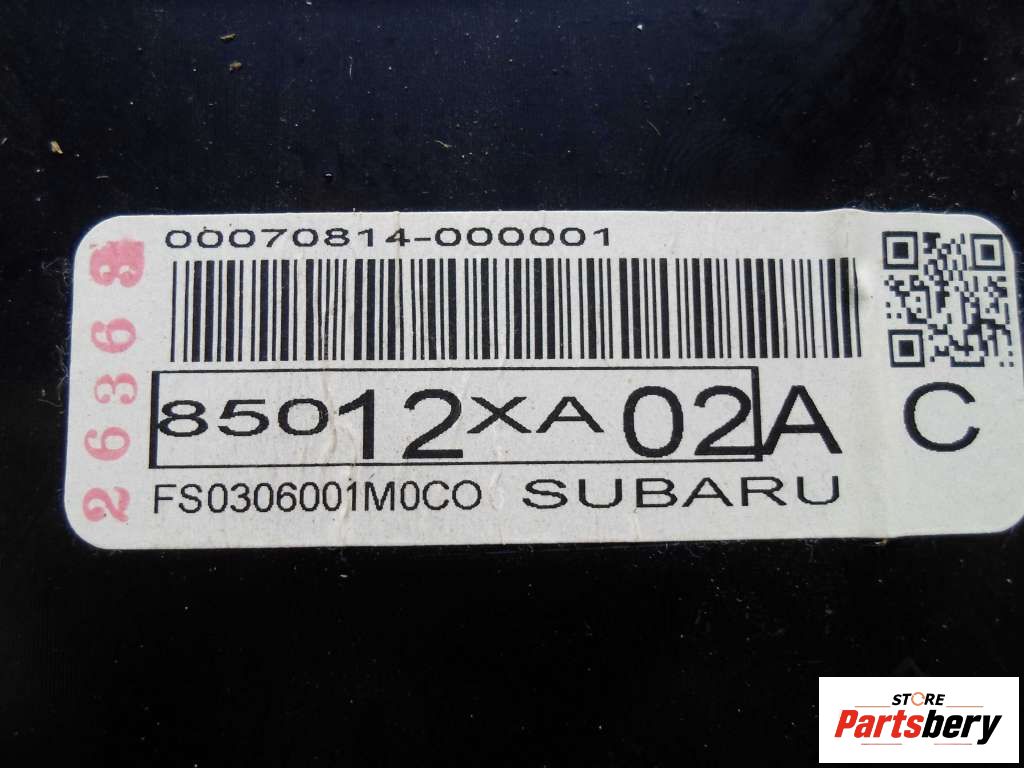 00070814-000001
85012XA02A C
FS0306001M0CO SUBARU
26363
STORE
Partsbery